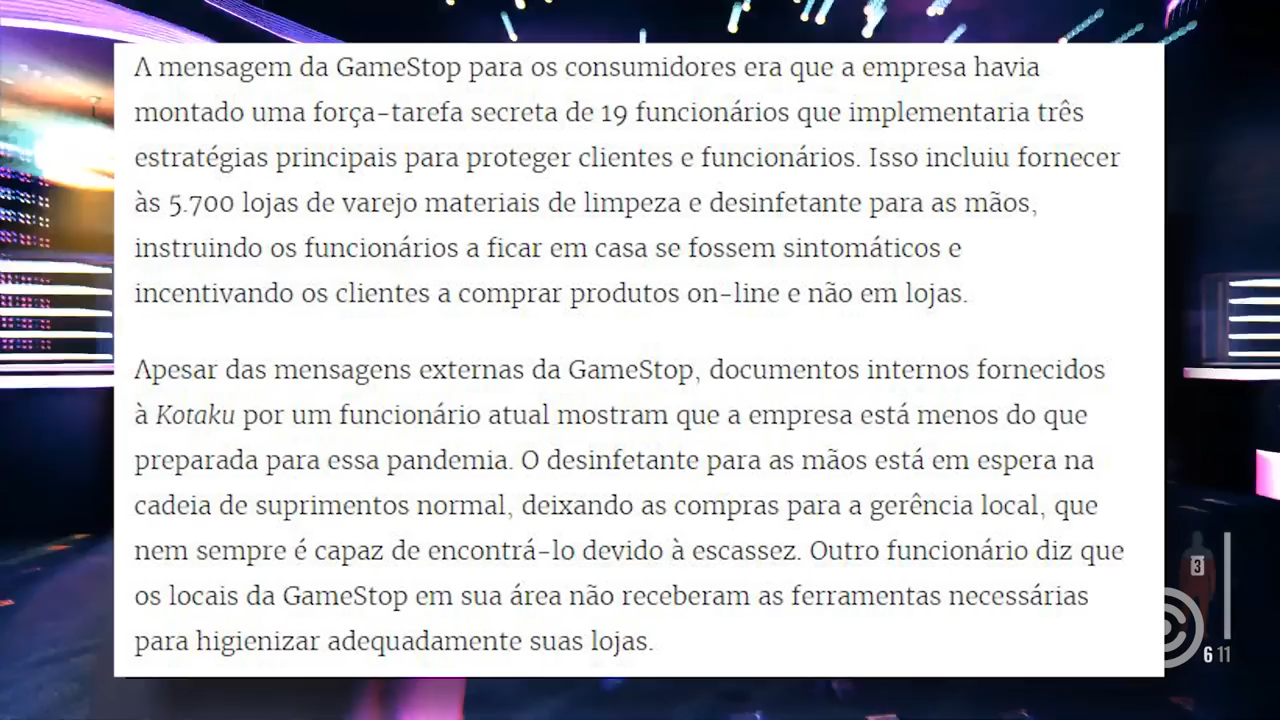 A mensagem da GameStop para os consumidores era que a empresa havia
montado uma força-tarefa secreta de 19 funcionários que implementaria três
estratégias principais para proteger clientes e funcionários. Isso incluiu fornecer
às 5.700 lojas de varejo materiais de limpeza e desinfetante para as mãos,
instruindo os funcionários a ficar em casa se fossem sintomáticos e
incentivando os clientes a comprar produtos on-line e não em lojas.
Apesar das mensagens externas da GameStop, documentos internos fornecidos
à Kotaku por um funcionário atual mostram que a empresa está menos do que
preparada para essa pandemia. O desinfetante para as mãos está em espera na
cadeia de suprimentos normal, deixando as compras para a gerência local, que
nem sempre é capaz de encontrá-lo devido à escassez. Outro funcionário diz que
os locais da GameStop em sua área não receberam as ferramentas necessárias
para higienizar adequadamente suas lojas.
3
6 11